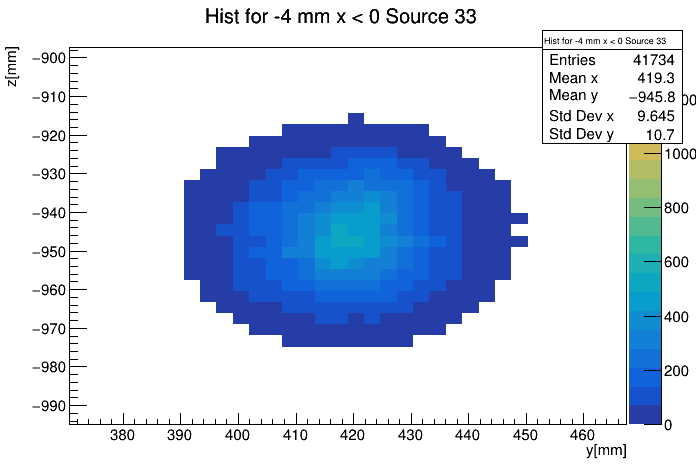 Hist for -4 mm x < 0 Source 33
Hist for -4 mm x < 0 Source 33
Entries 41734
Mean x 419.3
Mean y −945.8
Std Dev x 9.645
Std Dev y 10.7
z[mm]
−900
−910
−920
−930
−940
−950
−960
−970
−980
−990
380 390 400 410 420 430 440 450 460
y[mm]
00
1000
800
600
400
200
0